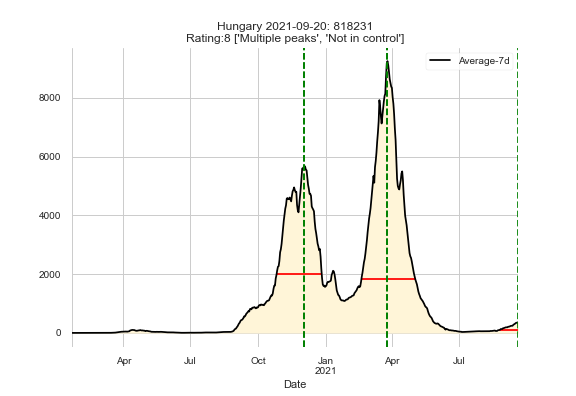 Hungary 2021-09-20: 818231
Rating:8 ['Multiple peaks', 'Not in control']
Average-7d
8000
6000
4000
2000
0
Apr Jul Oct Jan Apr Jul
2021
Date